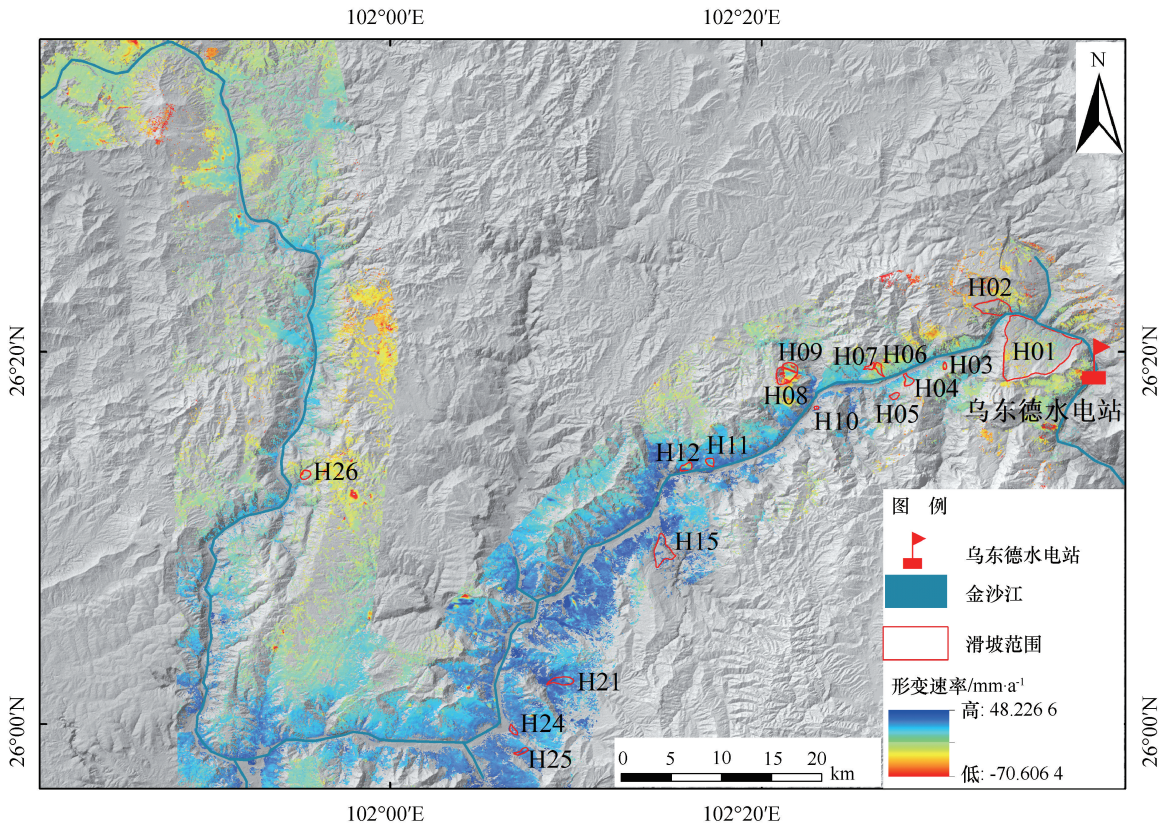 102°00′E
102°20′E
N
26°20′N
26°20′N
H02
H01
H09
H07
H06
H03
H08
H04
H05
H10
乌东德水电站
H12
H11
H26
H15
H21
H24
H25
26°00′N
26°00′N
图 例
乌东德水电站
金沙江
滑坡范围
形变速率/mm·a⁻¹
高: 48.226 6
低: -70.606 4
0 5 10 15 20
km
102°00′E
102°20′E